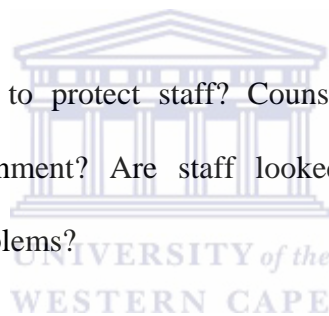 to protect staff? Couns
nment? Are staff looked
blems?
UNIVERSITY of the
WESTERN CAPE